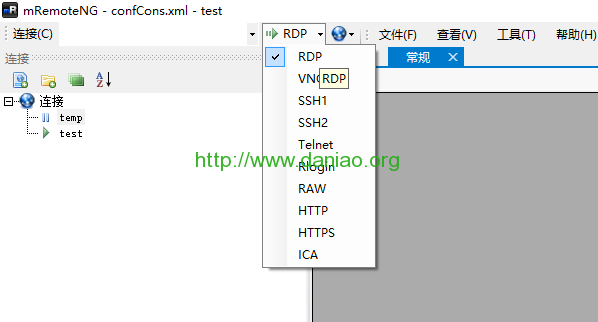 mRemoteNG - confCons.xml - test
连接(C)
RDP
文件(F)
查看(V)
工具(T)
帮助(H)
连接
常规
连接
temp
test
RDP
VNC
RDP
SSH1
SSH2
Telnet
Rlogin
RAW
HTTP
HTTPS
ICA
http://www.daniao.org